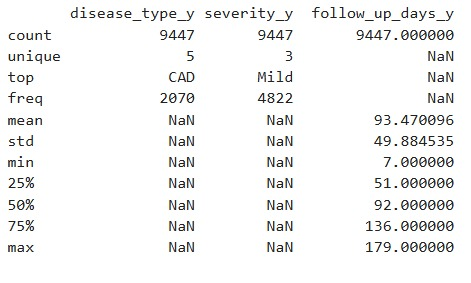 disease_type_y severity_y follow_up_days_y
count 9447 9447 9447.000000
unique 5 3 NaN
top CAD Mild NaN
freq 2070 4822 NaN
mean NaN NaN 93.470096
std NaN NaN 49.884535
min NaN NaN 7.000000
25% NaN NaN 51.000000
50% NaN NaN 92.000000
75% NaN NaN 136.000000
max NaN NaN 179.000000